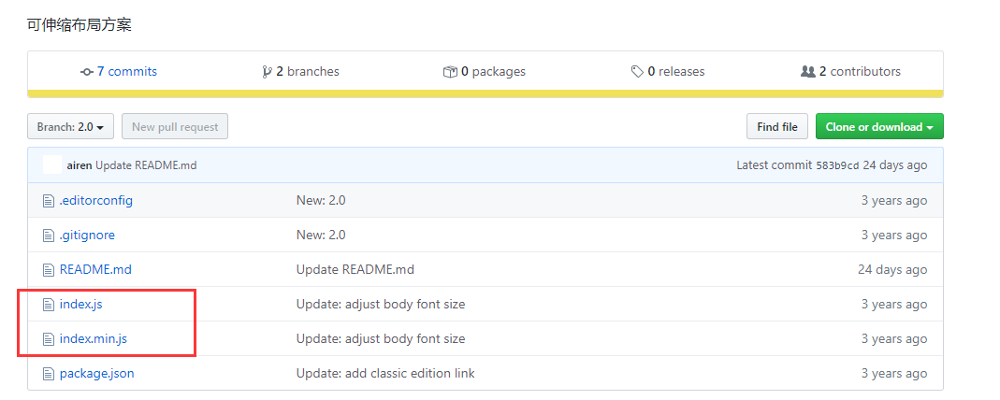 可伸缩布局方案
7 commits 2 branches 0 packages 0 releases 2 contributors
Branch: 2.0 New pull request Find file Clone or download
airen Update README.md Latest commit 583b9cd 24 days ago
.editorconfig New: 2.0 3 years ago
.gitignore New: 2.0 3 years ago
README.md Update README.md 24 days ago
index.js Update: adjust body font size 3 years ago
index.min.js Update: adjust body font size 3 years ago
package.json Update: add classic edition link 3 years ago